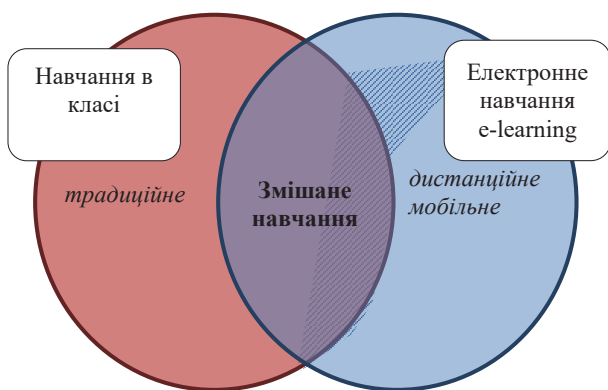 Навчання в
класі
традиційне
Змішане
навчання
Електронне
навчання
e-learning
дистанційне
мобільне